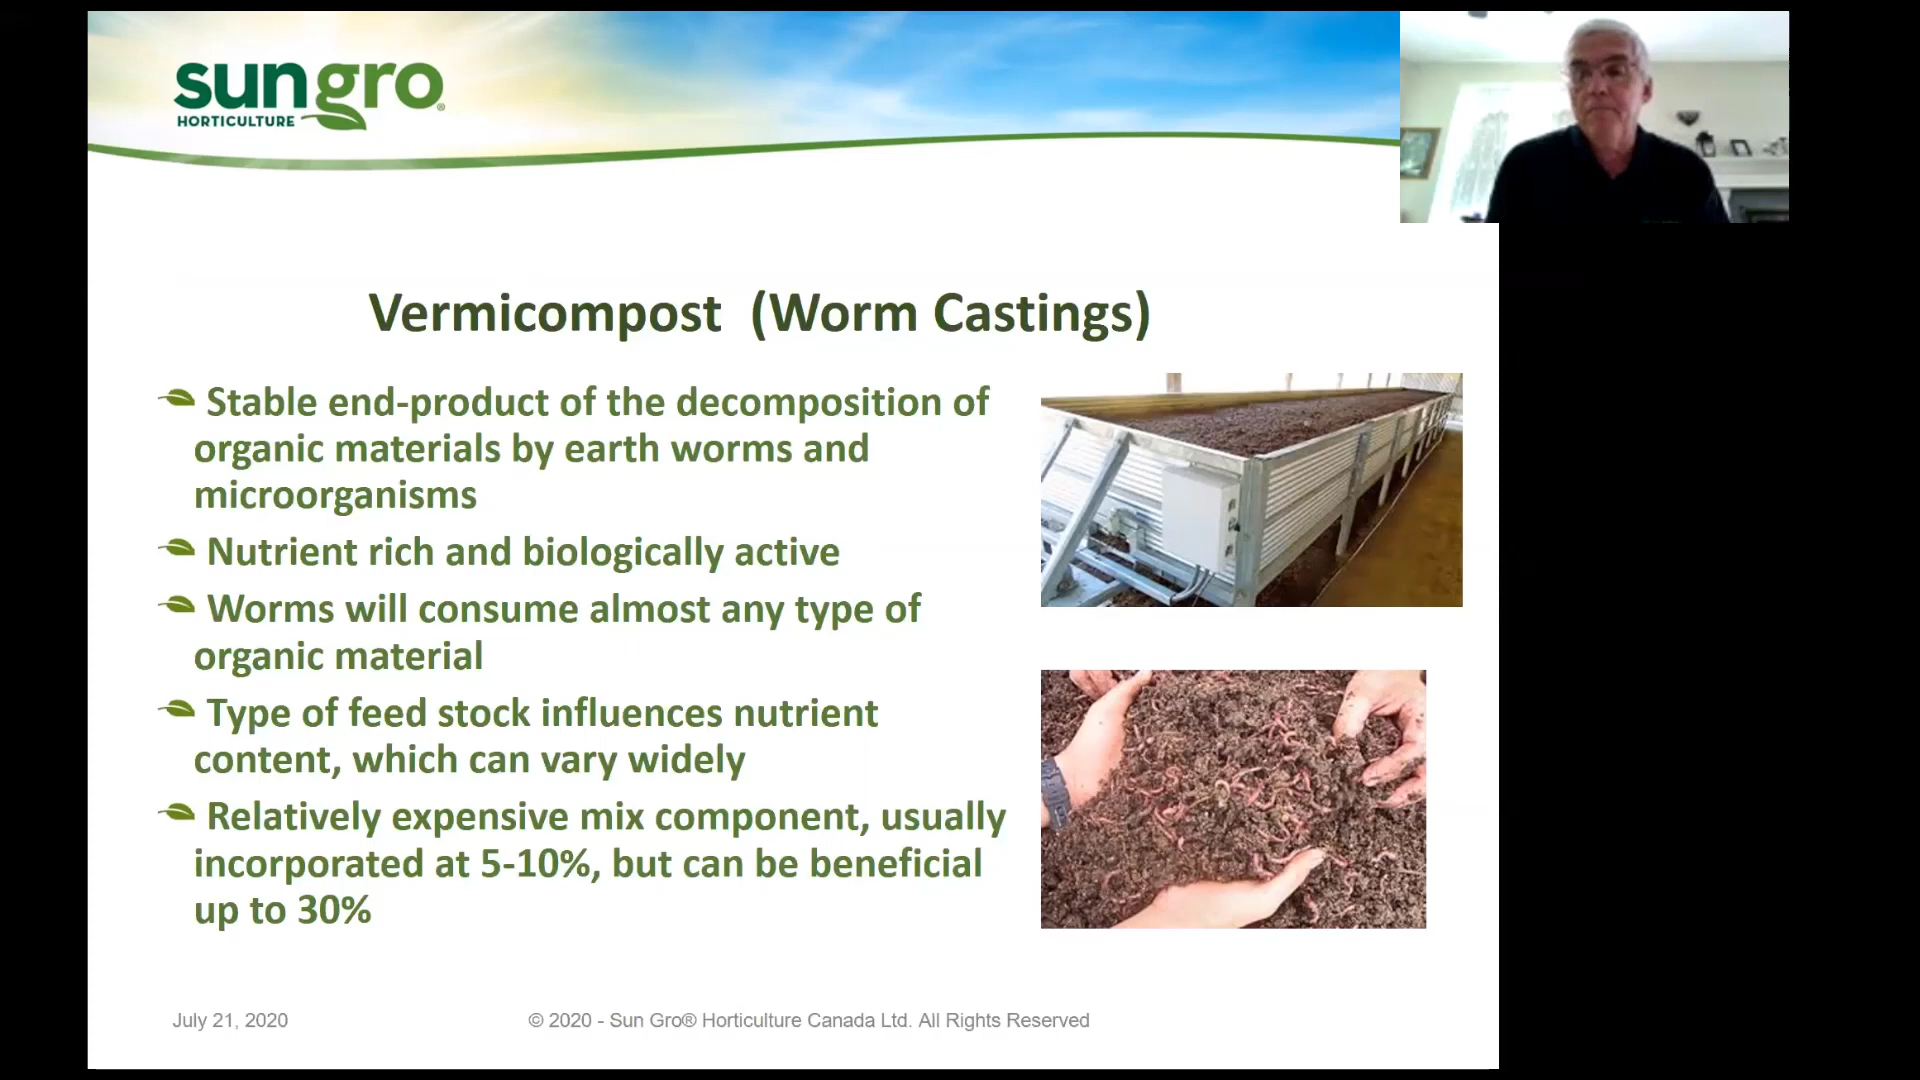 sungro®
HORTICULTURE
Vermicompost (Worm Castings)
Stable end-product of the decomposition of
organic materials by earth worms and
microorganisms
Nutrient rich and biologically active
Worms will consume almost any type of
organic material
Type of feed stock influences nutrient
content, which can vary widely
Relatively expensive mix component, usually
incorporated at 5-10%, but can be beneficial
up to 30%
July 21, 2020
© 2020 - Sun Gro® Horticulture Canada Ltd. All Rights Reserved